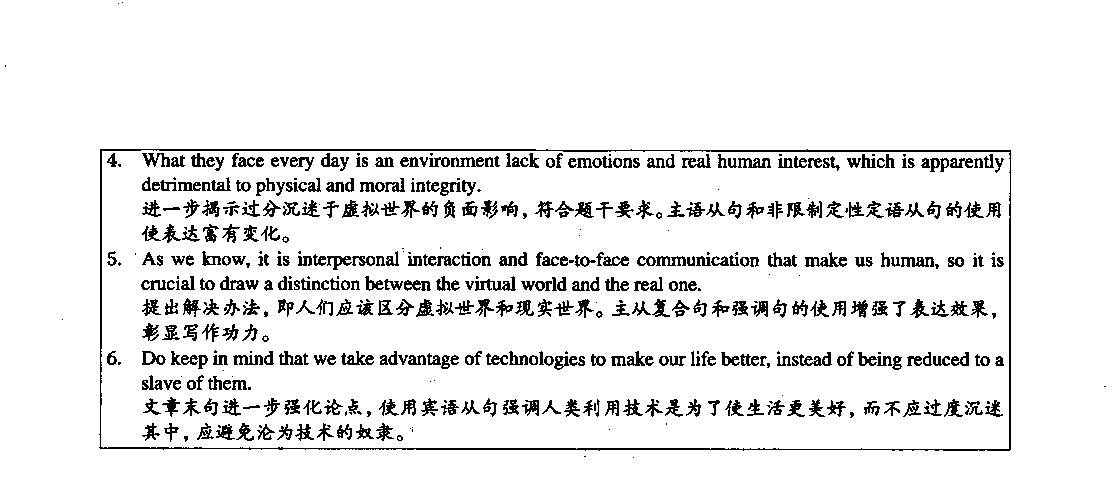 4. What they face every day is an environment lack of emotions and real human interest, which is apparently
detrimental to physical and moral integrity.
进一步揭示过分沉迷于虚拟世界的负面影响，符合题干要求。主语从句和非限制定性定语从句的使用
使表达富有变化。
5. As we know, it is interpersonal interaction and face-to-face communication that make us human, so it is
crucial to draw a distinction between the virtual world and the real one.
提出解决办法，即人们应该区分虚拟世界和现实世界。主从复合句和强调句的使用增强了表达效果，
彰显写作功力。
6. Do keep in mind that we take advantage of technologies to make our life better, instead of being reduced to a
slave of them.
文章末句进一步强化论点，使用宾语从句强调人类利用技术是为了使生活更美好，而不应过度沉迷
其中，应避免沦为技术的奴隶。